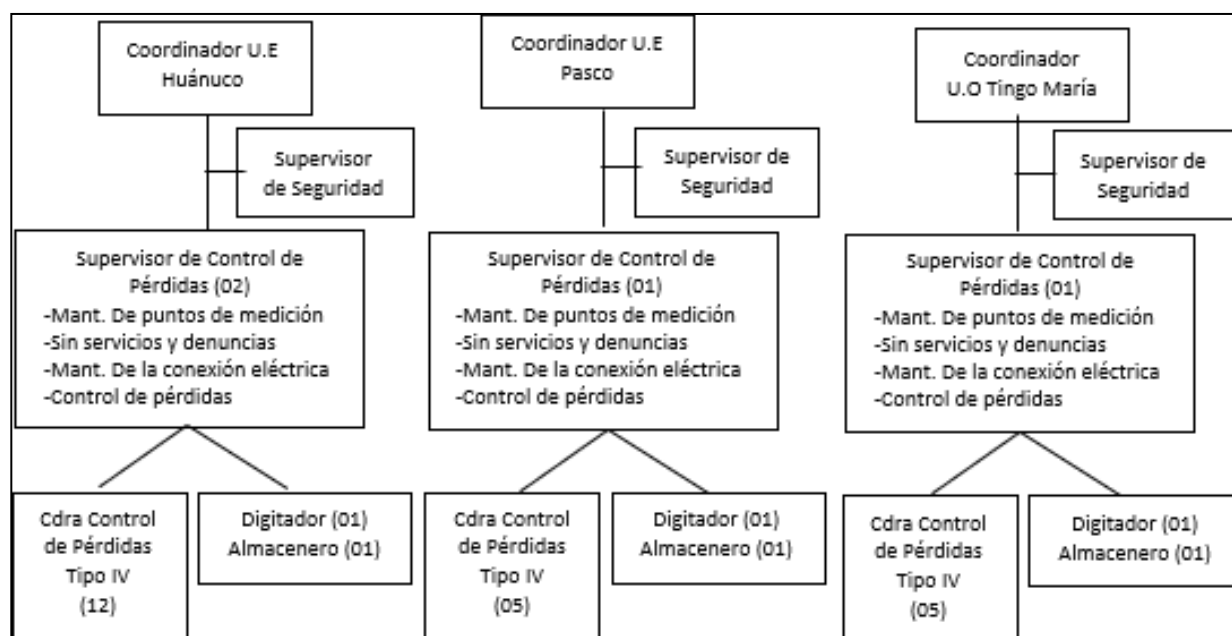 Coordinador U.E
Huánuco
Supervisor
de Seguridad
Supervisor de Control de
Pérdidas (02)
-Mant. De puntos de medición
-Sin servicios y denuncias
-Mant. De la conexión eléctrica
-Control de pérdidas
Cdra Control
de Pérdidas
Tipo IV
(12)
Digitador (01)
Almacenero (01)
Coordinador U.E
Pasco
Supervisor de
Seguridad
Supervisor de Control de
Pérdidas (01)
-Mant. De puntos de medición
-Sin servicios y denuncias
-Mant. De la conexión eléctrica
-Control de pérdidas
Cdra Control
de Pérdidas
Tipo IV
(05)
Digitador (01)
Almacenero (01)
Coordinador
U.O Tingo María
Supervisor de
Seguridad
Supervisor de Control de
Pérdidas (01)
-Mant. De puntos de medición
-Sin servicios y denuncias
-Mant. De la conexión eléctrica
-Control de pérdidas
Cdra Control
de Pérdidas
Tipo IV
(05)
Digitador (01)
Almacenero (01)